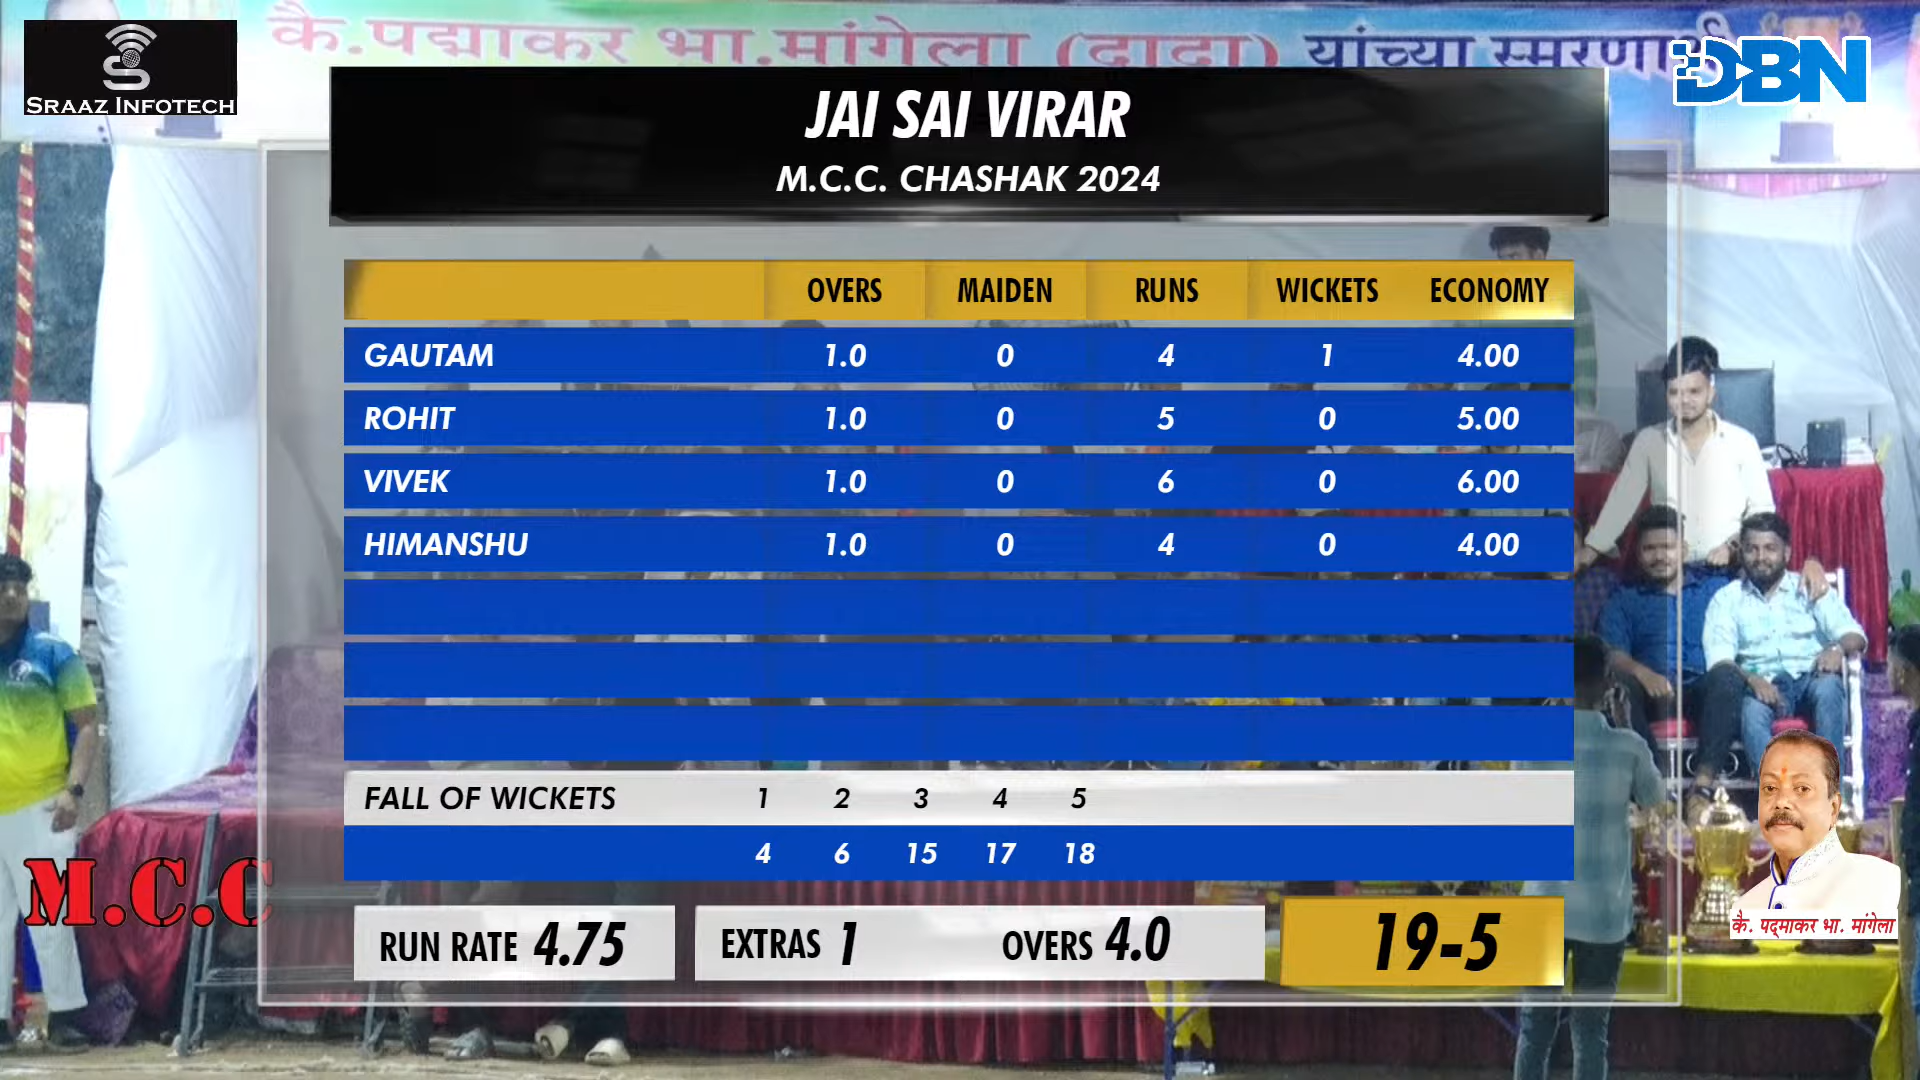 कै.पद्माकर भा.मांगेला (दादा) यांच्या स्मरणार्थ
SRAAZ INFOTECH
DBN
JAI SAI VIRAR
M.C.C. CHASHAK 2024
OVERS MAIDEN RUNS WICKETS ECONOMY
GAUTAM 1.0 0 4 1 4.00
ROHIT 1.0 0 5 0 5.00
VIVEK 1.0 0 6 0 6.00
HIMANSHU 1.0 0 4 0 4.00
FALL OF WICKETS 1 2 3 4 5
4 6 15 17 18
M.C.C
RUN RATE 4.75 EXTRAS 1 OVERS 4.0 19-5
कै. पद्माकर भा. मांगेला